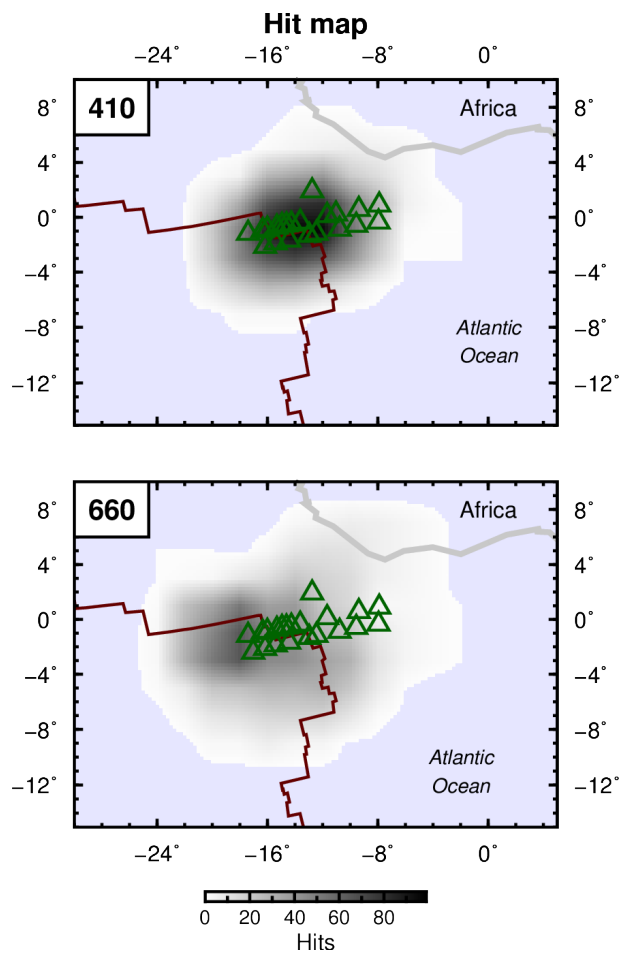 Hit map
−24˚ −16˚ −8˚ 0˚
410
Africa
8˚ 8˚
4˚ 4˚
0˚ 0˚
−4˚ −4˚
−8˚ −8˚
−12˚ −12˚
Atlantic
Ocean
660
Africa
8˚ 8˚
4˚ 4˚
0˚ 0˚
−4˚ −4˚
−8˚ −8˚
−12˚ −12˚
Atlantic
Ocean
−24˚ −16˚ −8˚ 0˚
0 20 40 60 80
Hits